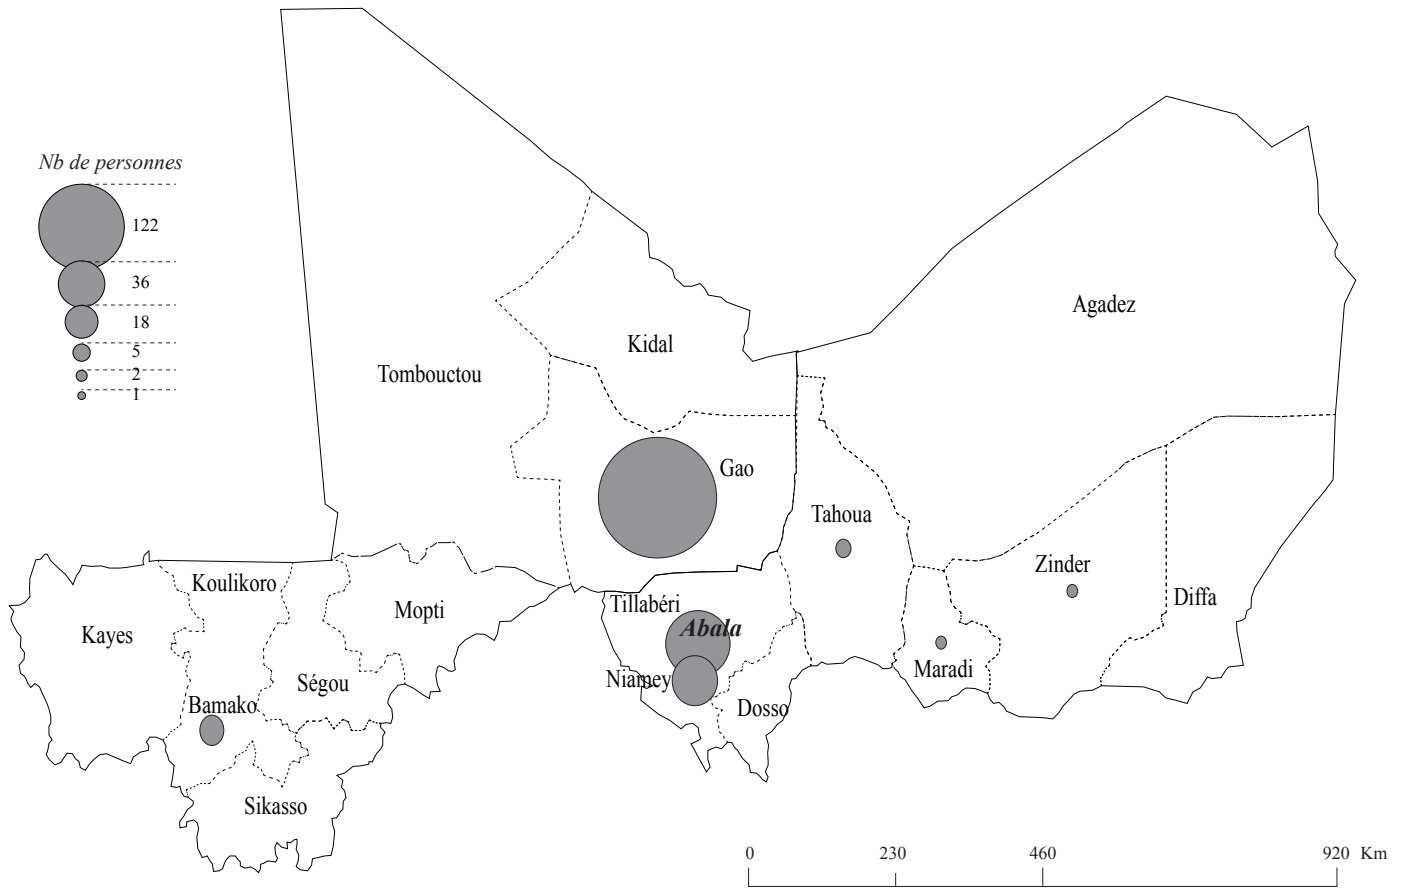 Nb de personnes
122
36
18
5
2
1
Agadez
Kidal
Tombouctou
Gao
Tahoua
Zinder
Koulikoro
Diffa
Tillabéri
Mopti
Kayes
Abala
Maradi
Niamey
Ségou
Bamako
Dosso
Sikasso
0 230 460 920 Km